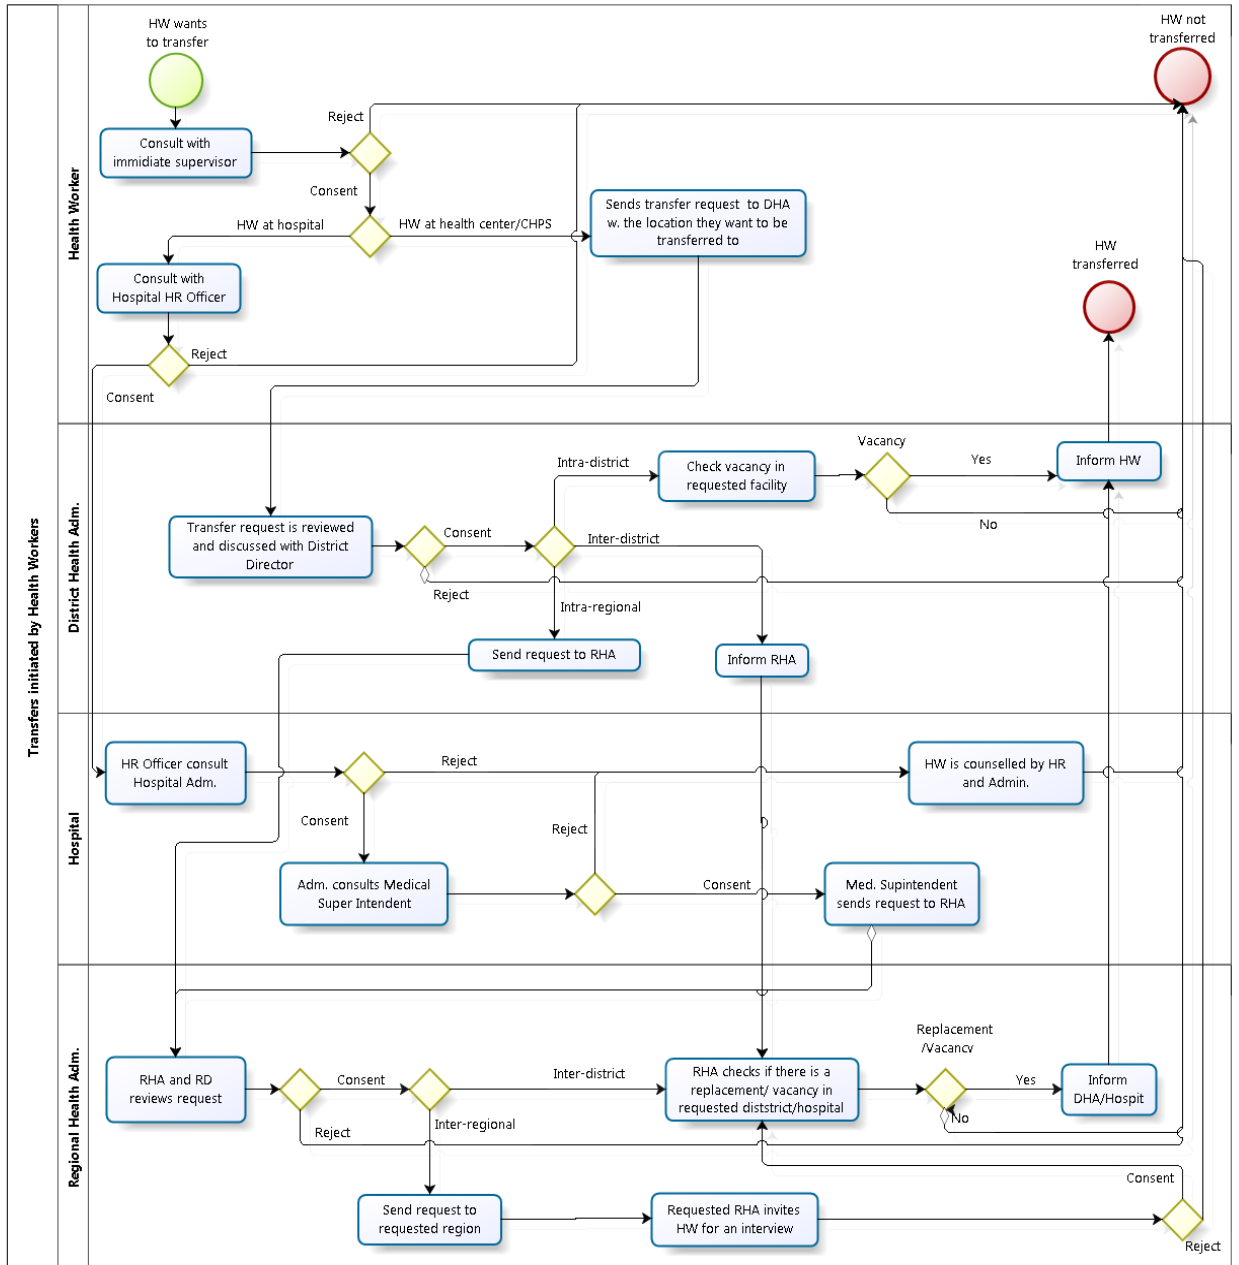 Transfers initiated by Health Workers
Health Worker
HW wants
to transfer
HW not
transferred
Consult with
immidiate supervisor
Reject
Consent
HW at hospital
HW at health center/CHPS
Sends transfer request to DHA
w. the location they want to be
transferred to
Consult with
Hospital HR Officer
HW
transferred
Reject
Consent
District Health Adm.
Transfer request is reviewed
and discussed with District
Director
Consent
Reject
Intra-district
Inter-district
Intra-regional
Check vacancy in
requested facility
Vacancy
Yes
No
Inform HW
Send request to RHA
Inform RHA
Hospital
HR Officer consult
Hospital Adm.
Reject
Consent
HW is counselled by HR
and Admin.
Adm. consults Medical
Super Intendent
Reject
Consent
Med. Supintendent
sends request to RHA
Regional Health Adm.
RHA and RD
reviews request
Consent
Reject
Inter-district
Inter-regional
RHA checks if there is a
replacement/ vacancy in
requested diststrict/hospital
Replacement
/Vacancy
Yes
No
Inform
DHA/Hospit
Send request to
requested region
Requested RHA invites
HW for an interview
Consent
Reject